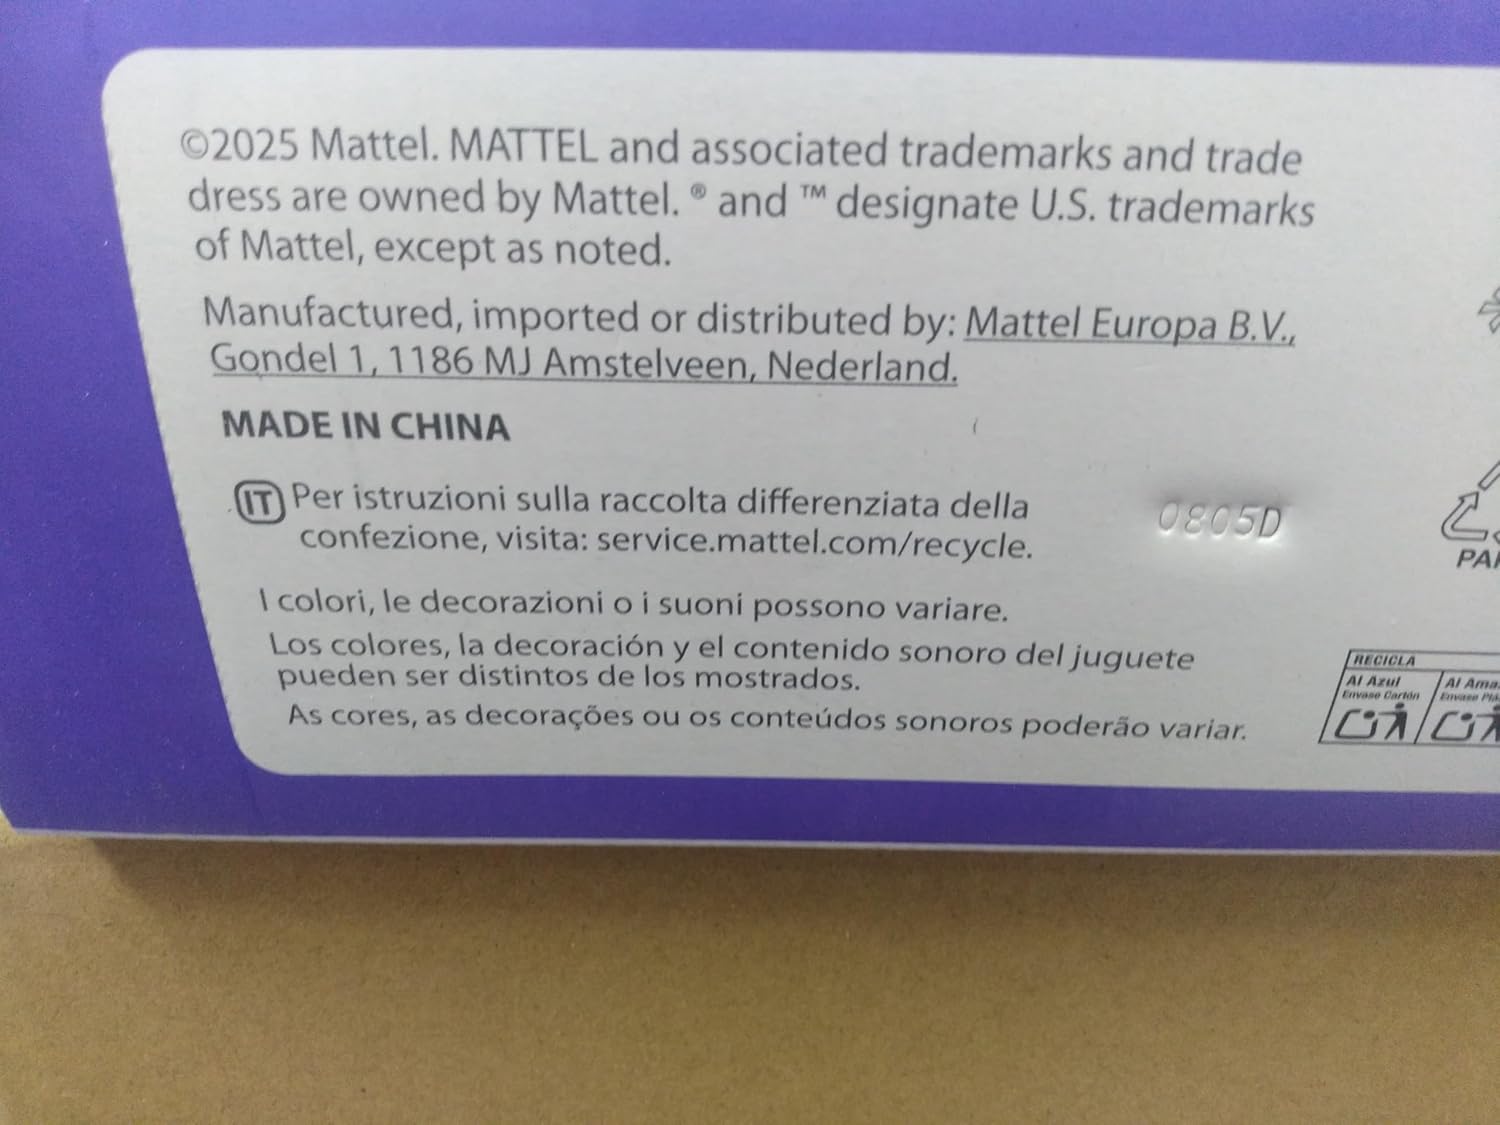 ©2025 Mattel. MATTEL and associated trademarks and trade
dress are owned by Mattel. ® and ™ designate U.S. trademarks
of Mattel, except as noted.
Manufactured, imported or distributed by: Mattel Europa B.V.,
Gondel 1, 1186 MJ Amstelveen, Nederland.
MADE IN CHINA
IT Per istruzioni sulla raccolta differenziata della
confezione, visita: service.mattel.com/recycle.
0805D
I colori, le decorazioni o i suoni possono variare.
Los colores, la decoración y el contenido sonoro del juguete
pueden ser distintos de los mostrados.
As cores, as decorações ou os conteúdos sonoros poderão variar.
RECICLA
Al Azul
Envase Cartón
Al
Envase